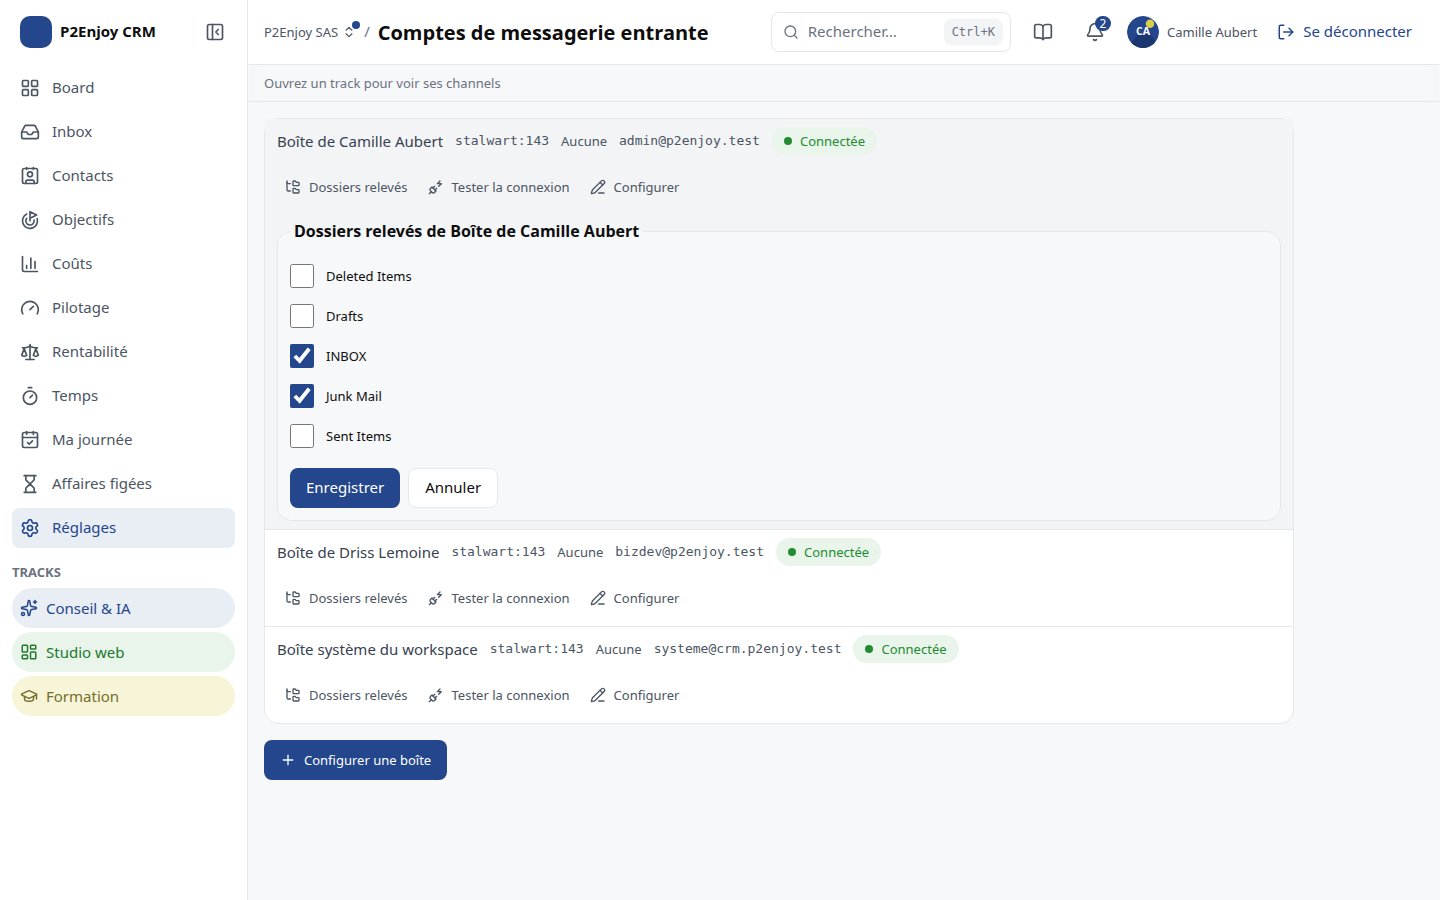 P2Enjoy CRM
Board
Inbox
Contacts
Objectifs
Coûts
Pilotage
Rentabilité
Temps
Ma journée
Affaires figées
Réglages
TRACKS
Conseil & IA
Studio web
Formation
P2Enjoy SAS / Comptes de messagerie entrante
Rechercher... Ctrl+K
2
CA Camille Aubert
Se déconnecter
Ouvrez un track pour voir ses channels
Boîte de Camille Aubert stalwart:143 Aucune admin@p2enjoy.test Connectée
Dossiers relevés Tester la connexion Configurer
Dossiers relevés de Boîte de Camille Aubert
Deleted Items
Drafts
INBOX
Junk Mail
Sent Items
Enregistrer Annuler
Boîte de Driss Lemoine stalwart:143 Aucune bizdev@p2enjoy.test Connectée
Dossiers relevés Tester la connexion Configurer
Boîte système du workspace stalwart:143 Aucune systeme@crm.p2enjoy.test Connectée
Dossiers relevés Tester la connexion Configurer
Configurer une boîte